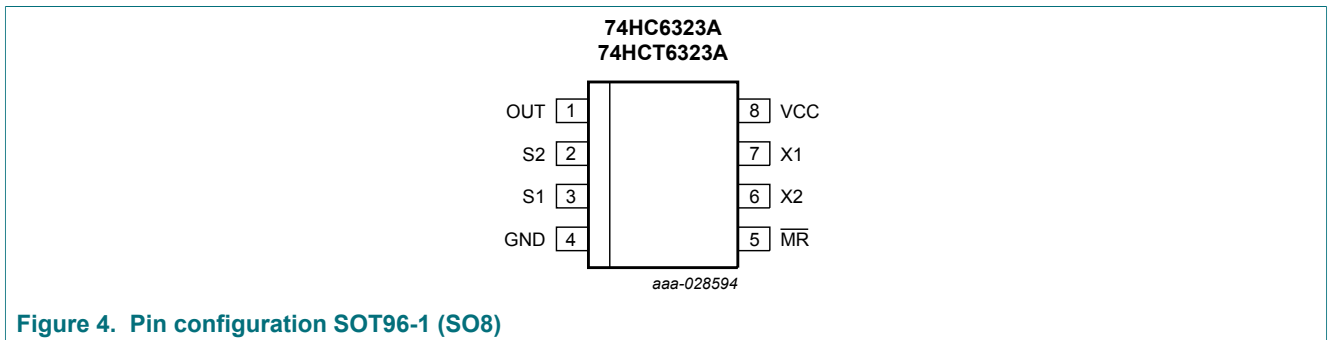 74HC6323A
74HCT6323A
OUT 1 8 VCC
S2 2 7 X1
S1 3 6 X2
GND 4 5 M̅R̅
aaa-028594
Figure 4. Pin configuration SOT96-1 (SO8)